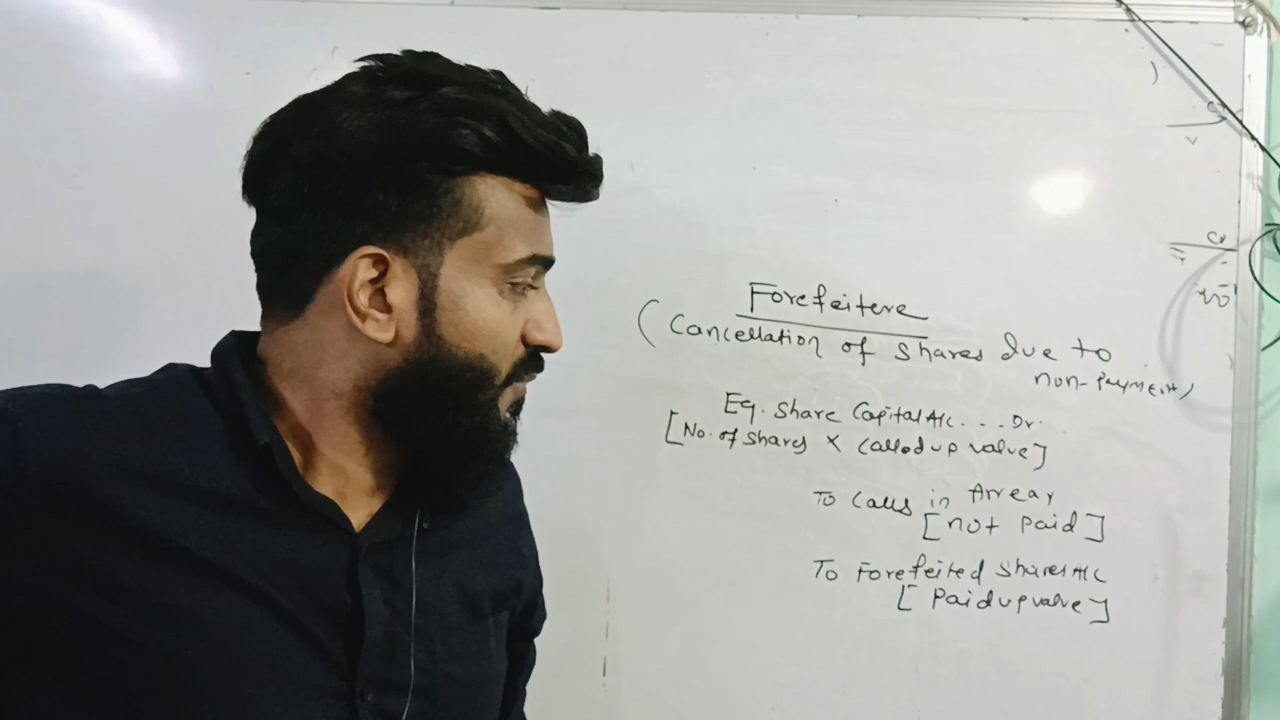 Forefeitere
(Cancellation of shares due to
non-payment)
Eq. Share Capital A/c ... Dr.
[No. of shares × called up value]
To Calls in Arrear
[not paid]
To Forefeited Shares A/c
[Paid up value]